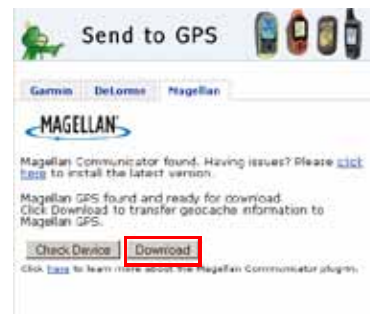 Send to GPS
Garmin DeLorme Magellan
MAGELLAN
Magellan Communicator found. Having issues? Please click
here to install the latest version.
Magellan GPS found and ready for download.
Click Download to transfer geocache information to
Magellan GPS.
Check Device Download
Click here to learn more about the Magellan Communicator plug-in.